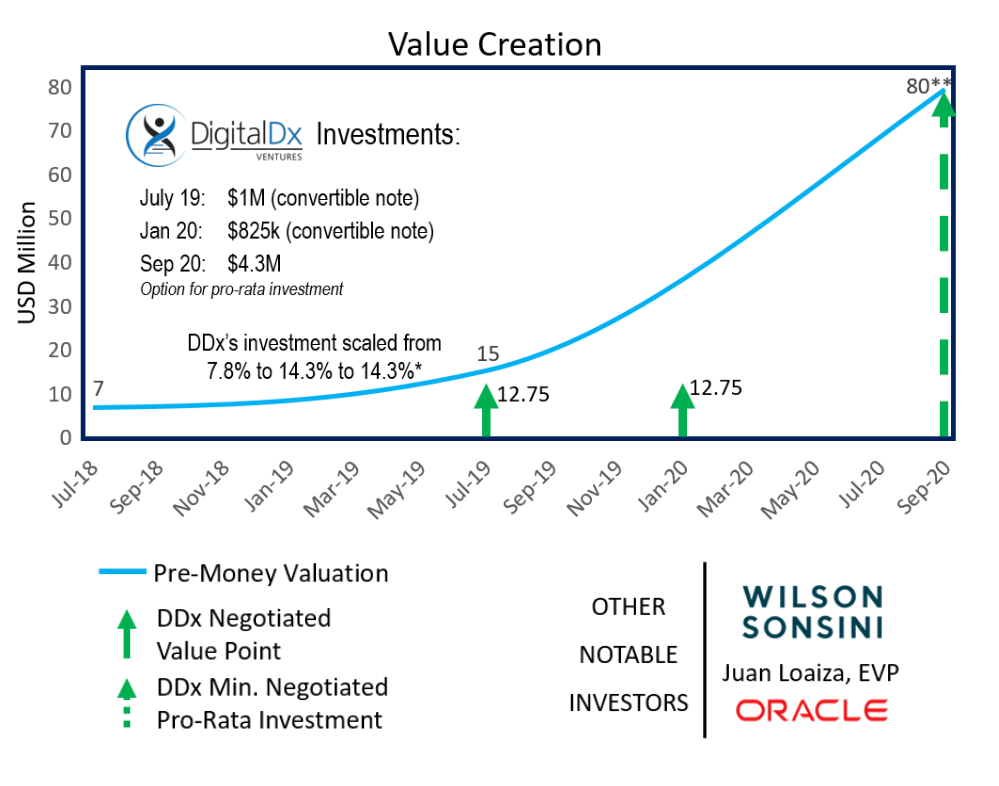 Value Creation
USD Million
80
70
60
50
40
30
20
10
0
DigitalDx
VENTURES
Investments:
July 19: $1M (convertible note)
Jan 20: $825k (convertible note)
Sep 20: $4.3M
Option for pro-rata investment
DDx's investment scaled from
7.8% to 14.3% to 14.3%*
7
15
12.75
12.75
80**
Jul-18
Sep-18
Nov-18
Jan-19
Mar-19
May-19
Jul-19
Sep-19
Nov-19
Jan-20
Mar-20
May-20
Jul-20
Sep-20
Pre-Money Valuation
DDx Negotiated
Value Point
DDx Min. Negotiated
Pro-Rata Investment
OTHER
NOTABLE
INVESTORS
WILSON
SONSINI
Juan Loaiza, EVP
ORACLE